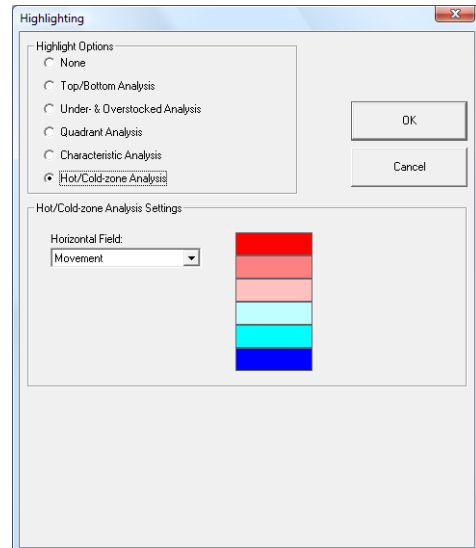 Highlighting
Highlight Options
None
Top/Bottom Analysis
Under- & Overstocked Analysis
Quadrant Analysis
Characteristic Analysis
Hot/Cold-zone Analysis
OK
Cancel
Hot/Cold-zone Analysis Settings
Horizontal Field:
Movement